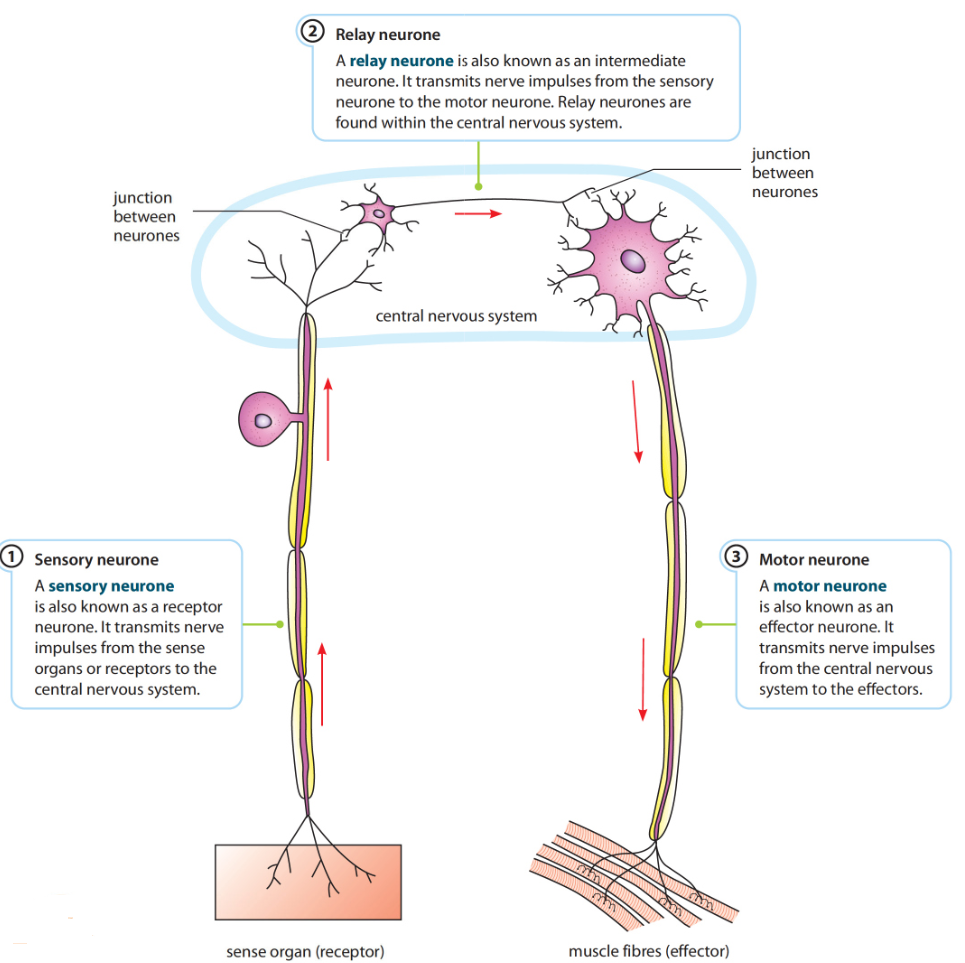 2 Relay neurone
A relay neurone is also known as an intermediate
neurone. It transmits nerve impulses from the sensory
neurone to the motor neurone. Relay neurones are
found within the central nervous system.
junction
between
neurones
junction
between
neurones
central nervous system
1 Sensory neurone
A sensory neurone
is also known as a receptor
neurone. It transmits nerve
impulses from the sense
organs or receptors to the
central nervous system.
3 Motor neurone
A motor neurone
is also known as an
effector neurone. It
transmits nerve impulses
from the central nervous
system to the effectors.
sense organ (receptor)
muscle fibres (effector)